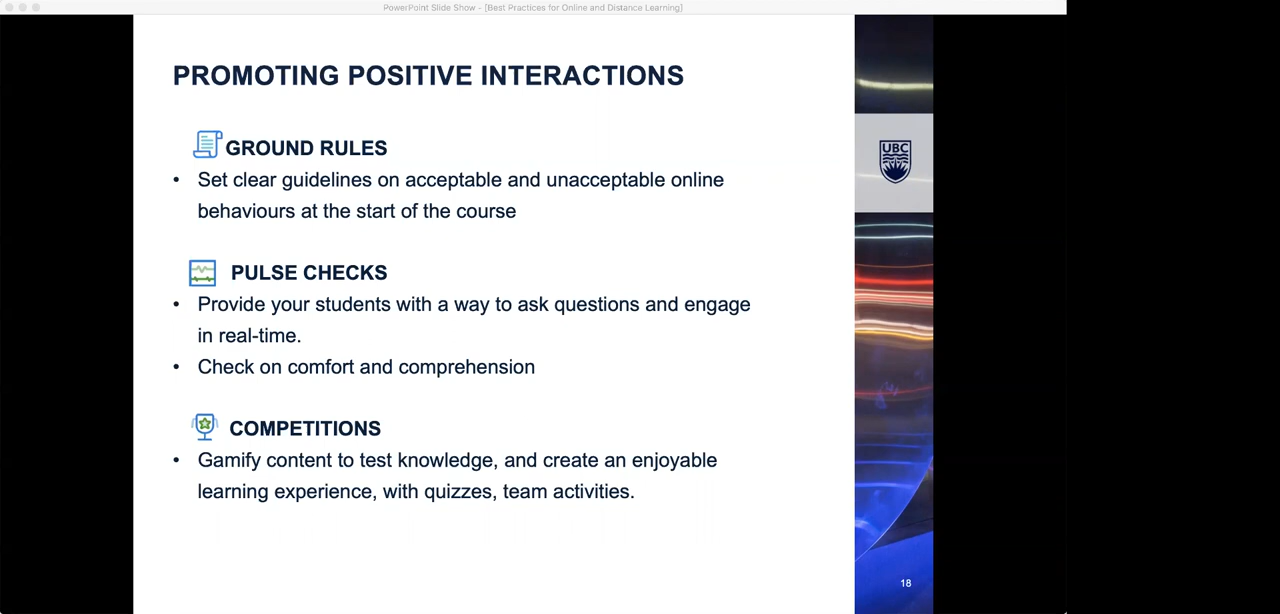 PowerPoint Slide Show - [Best Practices for Online and Distance Learning]
PROMOTING POSITIVE INTERACTIONS
GROUND RULES
• Set clear guidelines on acceptable and unacceptable online
behaviours at the start of the course
PULSE CHECKS
• Provide your students with a way to ask questions and engage
in real-time.
• Check on comfort and comprehension
COMPETITIONS
• Gamify content to test knowledge, and create an enjoyable
learning experience, with quizzes, team activities.
UBC
18